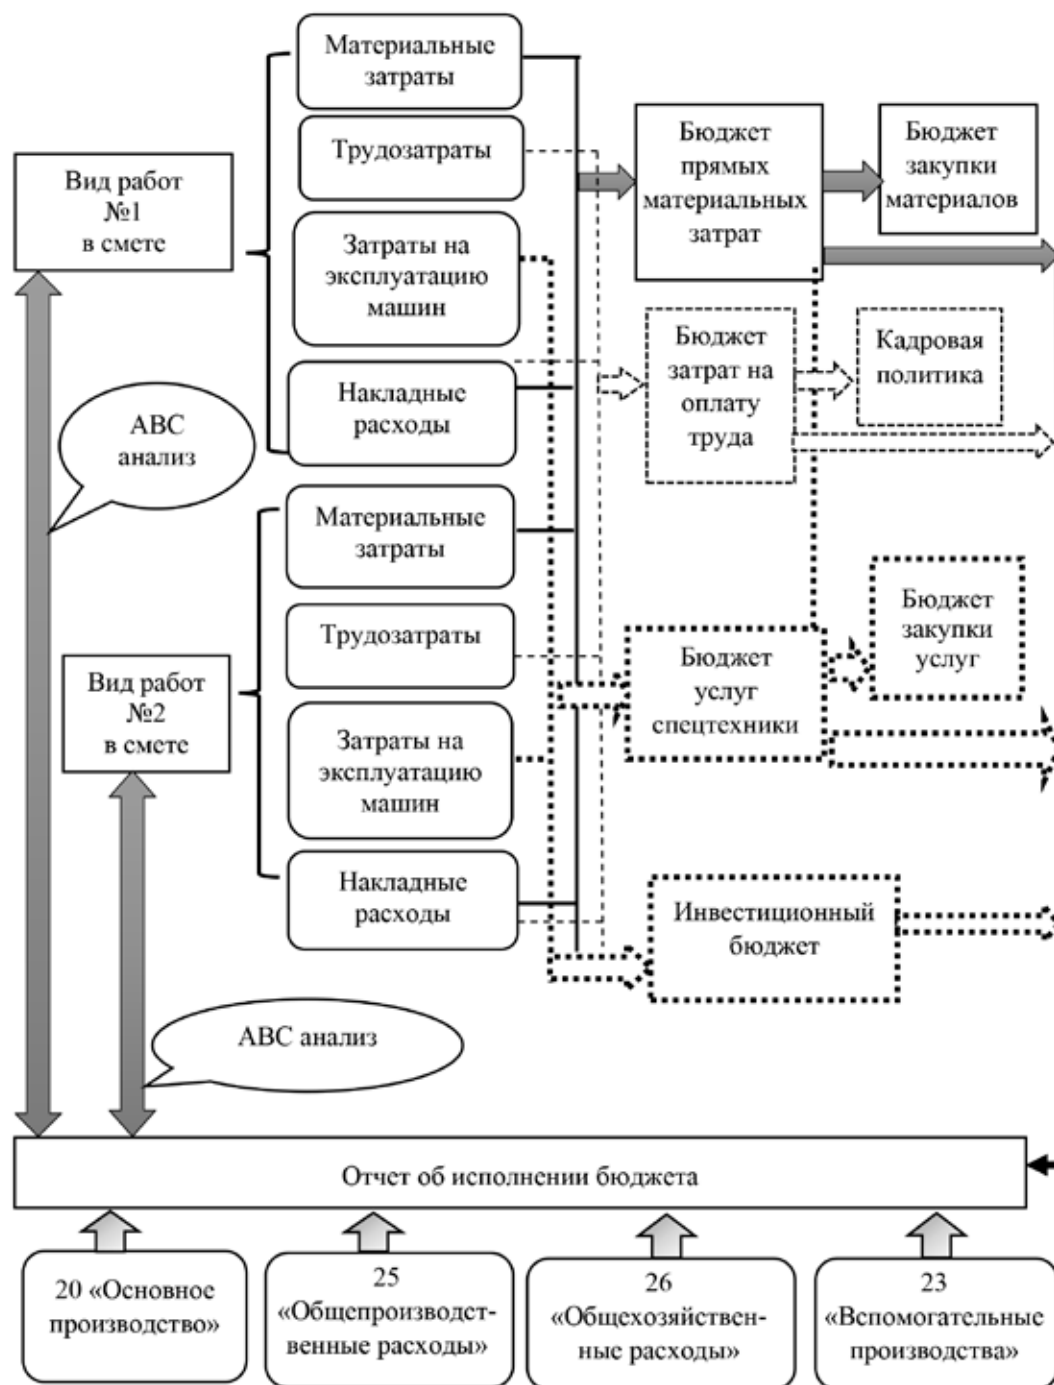 Материальные
затраты
Трудозатраты
Вид работ
№1
в смете
Затраты на
эксплуатацию
машин
Накладные
расходы
Бюджет
прямых
материальных
затрат
Бюджет
закупки
материалов
Бюджет
затрат на
оплату
труда
Кадровая
политика
АВС
анализ
Материальные
затраты
Трудозатраты
Вид работ
№2
в смете
Затраты на
эксплуатацию
машин
Накладные
расходы
Бюджет
услуг
спецтехники
Бюджет
закупки
услуг
Инвестиционный
бюджет
АВС анализ
Отчет об исполнении бюджета
20 «Основное
производство»
25
«Общепроизводст-
венные расходы»
26
«Общехозяйствен-
ные расходы»
23
«Вспомогательные
производства»